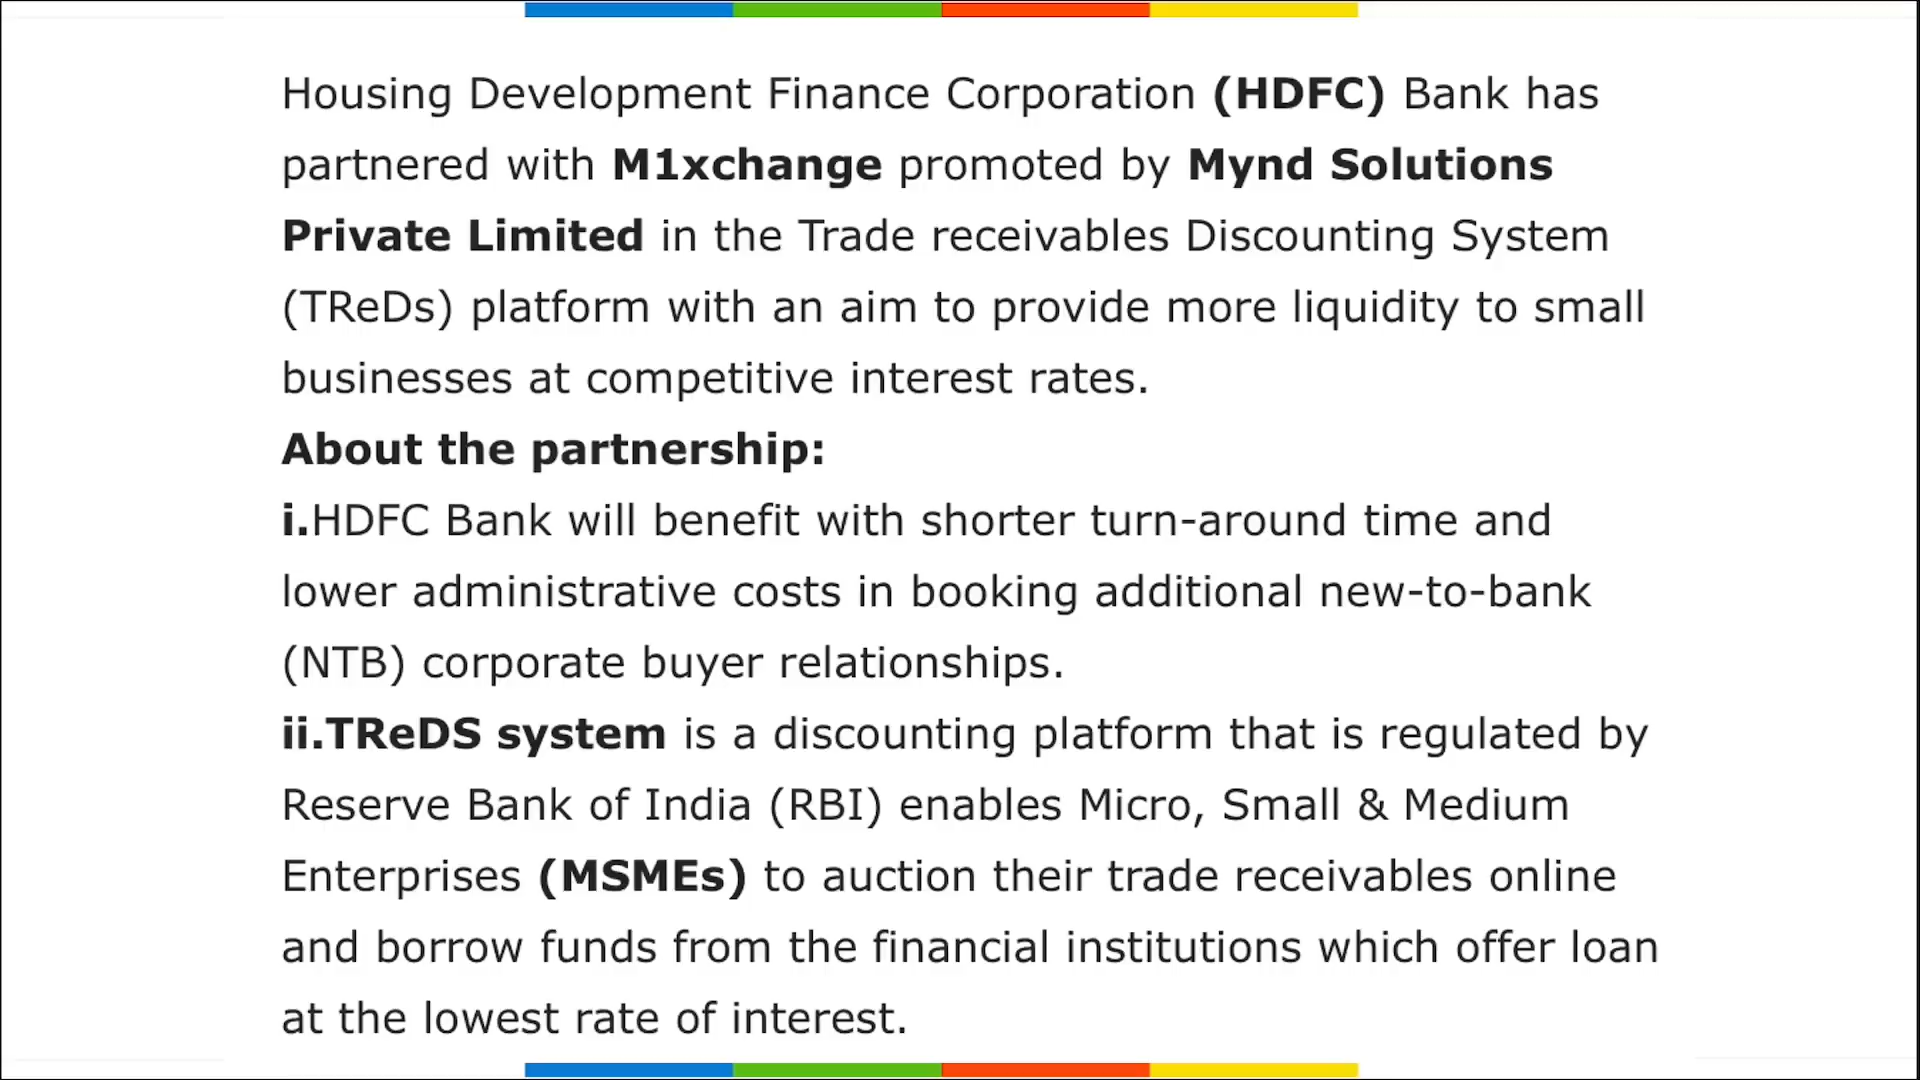 Housing Development Finance Corporation (HDFC) Bank has
partnered with M1xchange promoted by Mynd Solutions
Private Limited in the Trade receivables Discounting System
(TReDs) platform with an aim to provide more liquidity to small
businesses at competitive interest rates.
About the partnership:
i.HDFC Bank will benefit with shorter turn-around time and
lower administrative costs in booking additional new-to-bank
(NTB) corporate buyer relationships.
ii.TReDS system is a discounting platform that is regulated by
Reserve Bank of India (RBI) enables Micro, Small & Medium
Enterprises (MSMEs) to auction their trade receivables online
and borrow funds from the financial institutions which offer loan
at the lowest rate of interest.